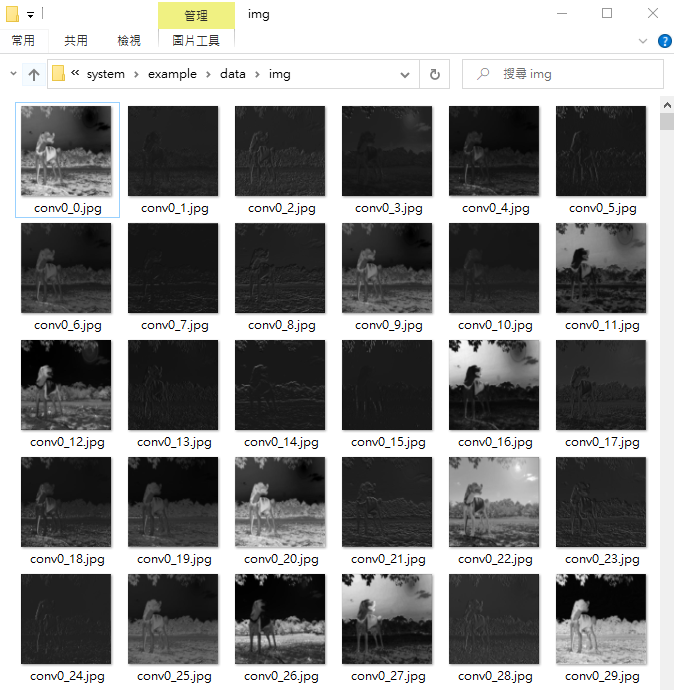 管理
img
常用
共用
檢視
圖片工具
« system › example › data › img
搜尋 img
conv0_0.jpg
conv0_1.jpg
conv0_2.jpg
conv0_3.jpg
conv0_4.jpg
conv0_5.jpg
conv0_6.jpg
conv0_7.jpg
conv0_8.jpg
conv0_9.jpg
conv0_10.jpg
conv0_11.jpg
conv0_12.jpg
conv0_13.jpg
conv0_14.jpg
conv0_15.jpg
conv0_16.jpg
conv0_17.jpg
conv0_18.jpg
conv0_19.jpg
conv0_20.jpg
conv0_21.jpg
conv0_22.jpg
conv0_23.jpg
conv0_24.jpg
conv0_25.jpg
conv0_26.jpg
conv0_27.jpg
conv0_28.jpg
conv0_29.jpg